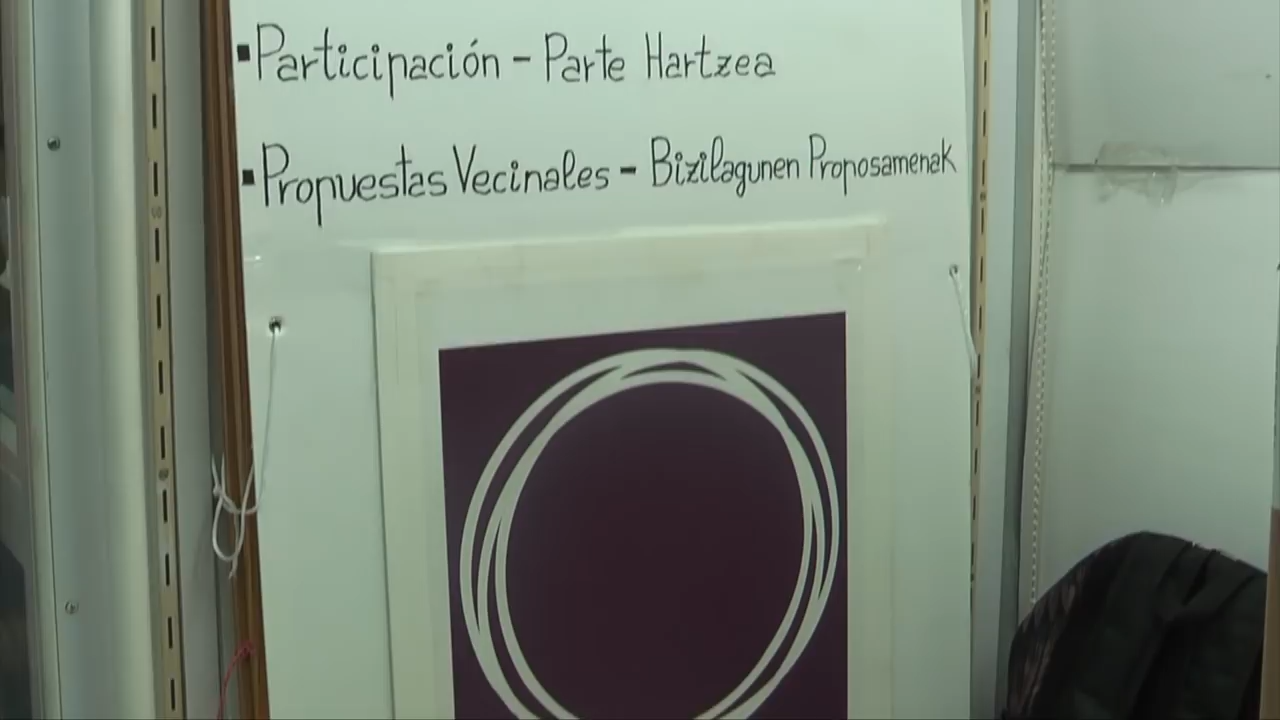 ▪Participación - Parte Hartzea
▪Propuestas Vecinales - Bizilagunen Proposamenak